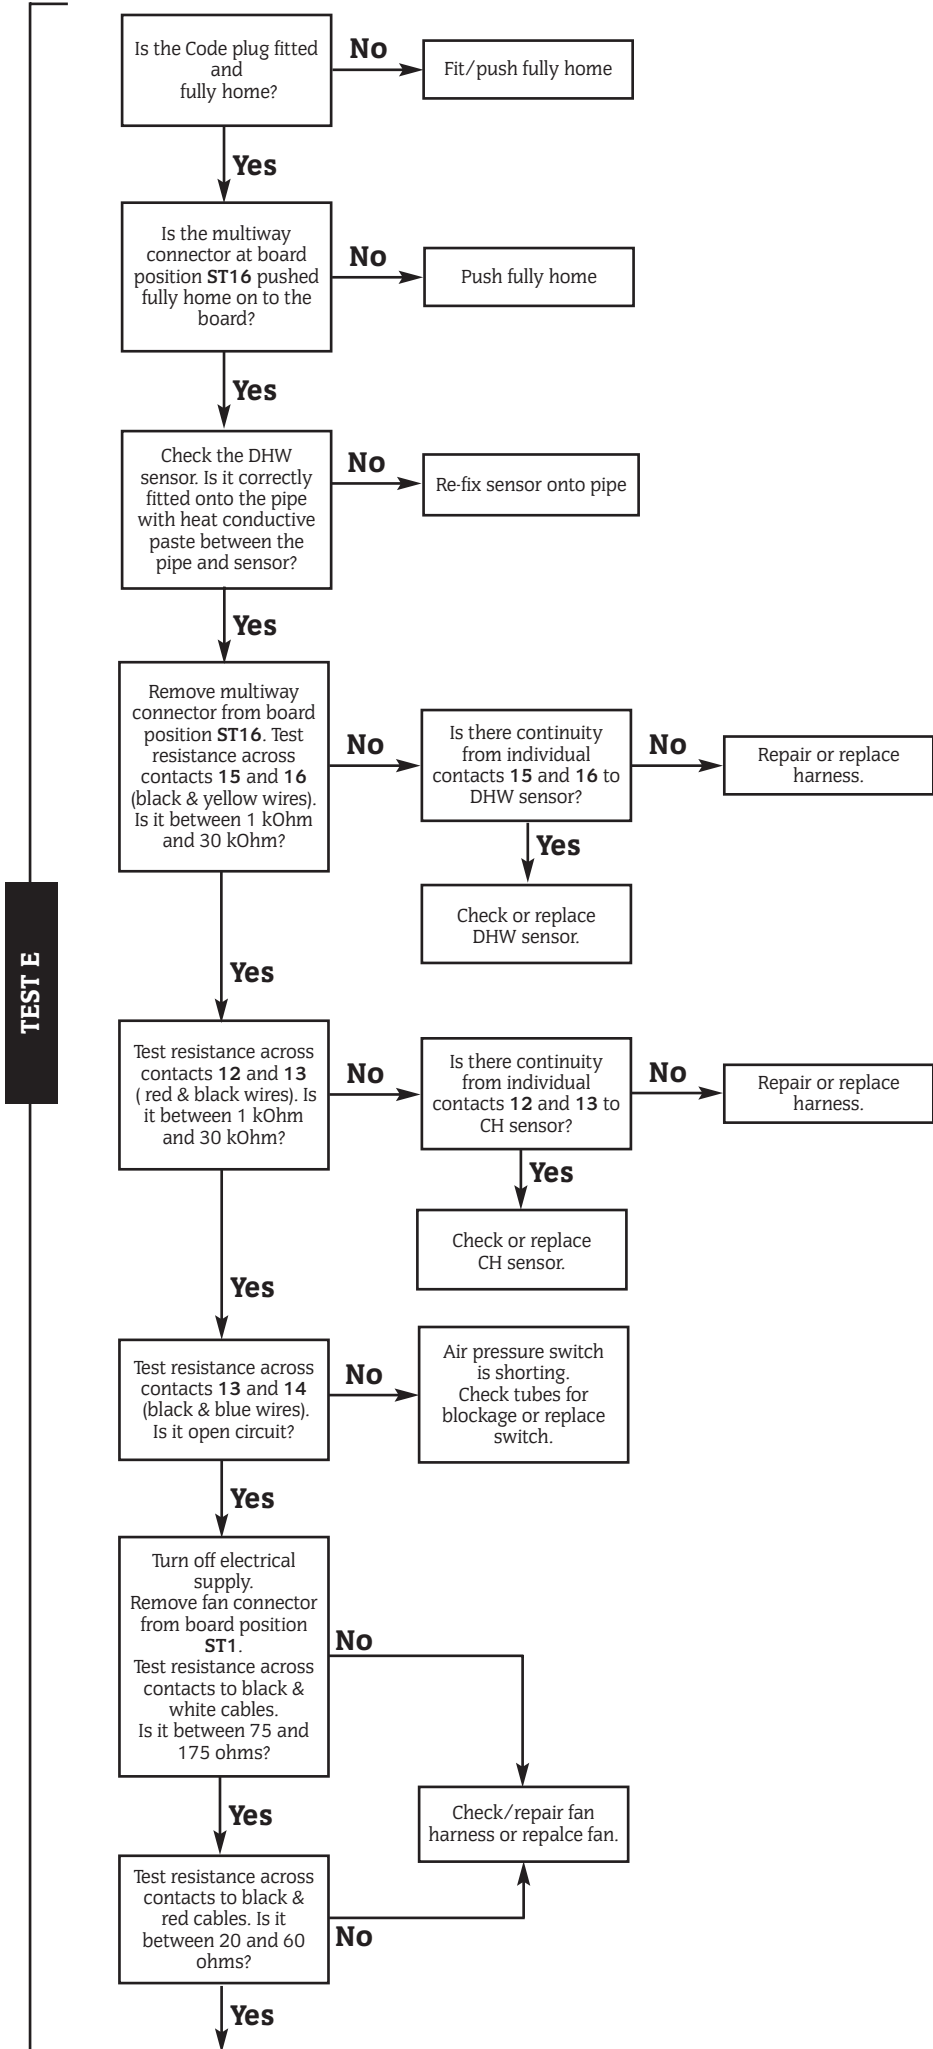 Is the Code plug fitted
and
fully home?
No
Fit/push fully home
Yes
Is the multiway
connector at board
position ST16 pushed
fully home on to the
board?
No
Push fully home
Yes
Check the DHW
sensor. Is it correctly
fitted onto the pipe
with heat conductive
paste between the
pipe and sensor?
No
Re-fix sensor onto pipe
Yes
Remove multiway
connector from board
position ST16. Test
resistance across
contacts 15 and 16
(black & yellow wires).
Is it between 1 kOhm
and 30 kOhm?
No
Is there continuity
from individual
contacts 15 and 16 to
DHW sensor?
No
Repair or replace
harness.
Yes
Check or replace
DHW sensor.
Yes
TEST E
Test resistance across
contacts 12 and 13
( red & black wires). Is
it between 1 kOhm
and 30 kOhm?
No
Is there continuity
from individual
contacts 12 and 13 to
CH sensor?
No
Repair or replace
harness.
Yes
Check or replace
CH sensor.
Yes
Test resistance across
contacts 13 and 14
(black & blue wires).
Is it open circuit?
No
Air pressure switch
is shorting.
Check tubes for
blockage or replace
switch.
Yes
Turn off electrical
supply.
Remove fan connector
from board position
ST1.
Test resistance across
contacts to black &
white cables.
Is it between 75 and
175 ohms?
No
Yes
Check/repair fan
harness or repalce fan.
Test resistance across
contacts to black &
red cables. Is it
between 20 and 60
ohms?
No
Yes